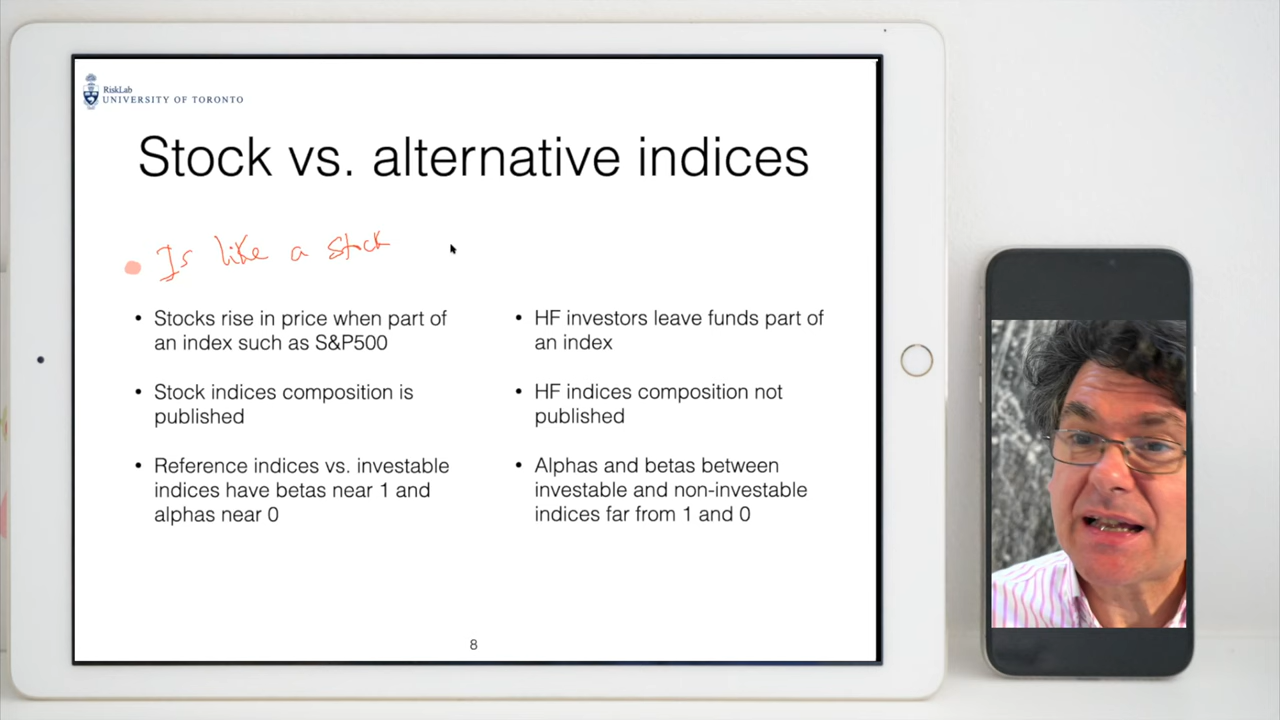 RiskLab
UNIVERSITY OF TORONTO
Stock vs. alternative indices
Is like a stock
• Stocks rise in price when part of
an index such as S&P500
• Stock indices composition is
published
• Reference indices vs. investable
indices have betas near 1 and
alphas near 0
• HF investors leave funds part of
an index
• HF indices composition not
published
• Alphas and betas between
investable and non-investable
indices far from 1 and 0
8